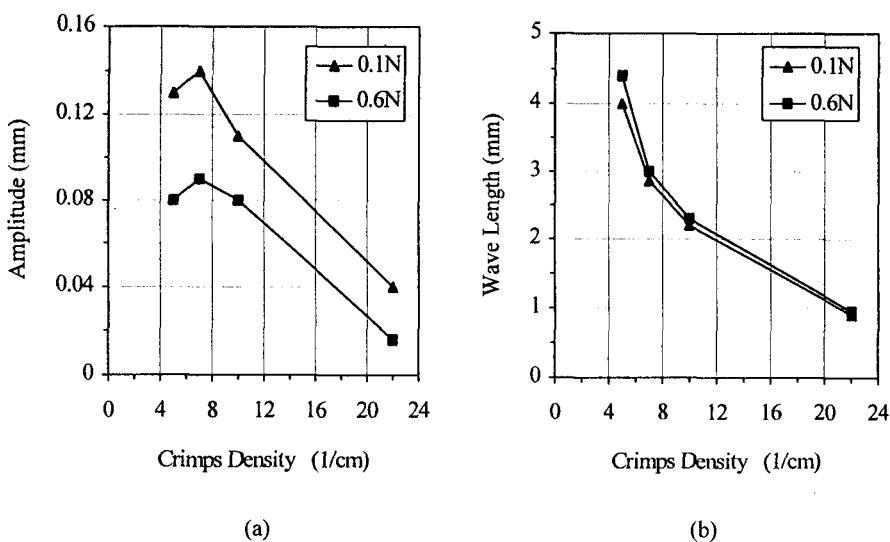 0.16
0.12
0.08
0.04
0
Amplitude (mm)
0.1N
0.6N
0 4 8 12 16 20 24
Crimps Density (1/cm)
(a)
5
4
3
2
1
0
Wave Length (mm)
0.1N
0.6N
0 4 8 12 16 20 24
Crimps Density (1/cm)
(b)